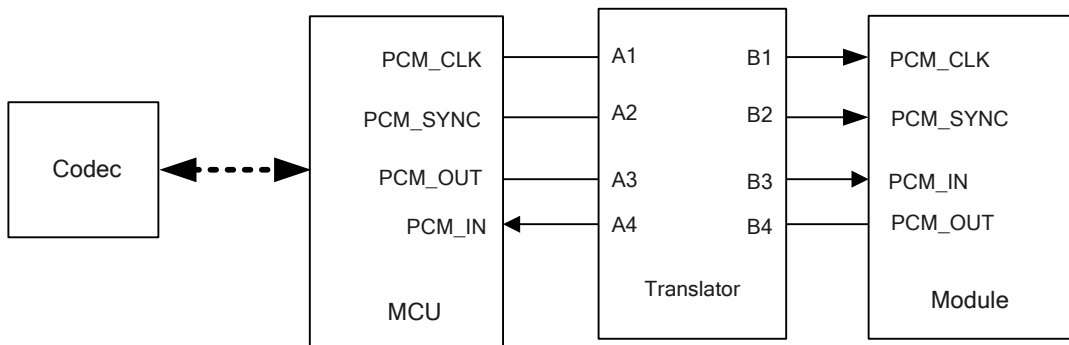 Codec
PCM_CLK
PCM_SYNC
PCM_OUT
PCM_IN
MCU
A1
A2
A3
A4
B1
B2
B3
B4
Translator
PCM_CLK
PCM_SYNC
PCM_IN
PCM_OUT
Module